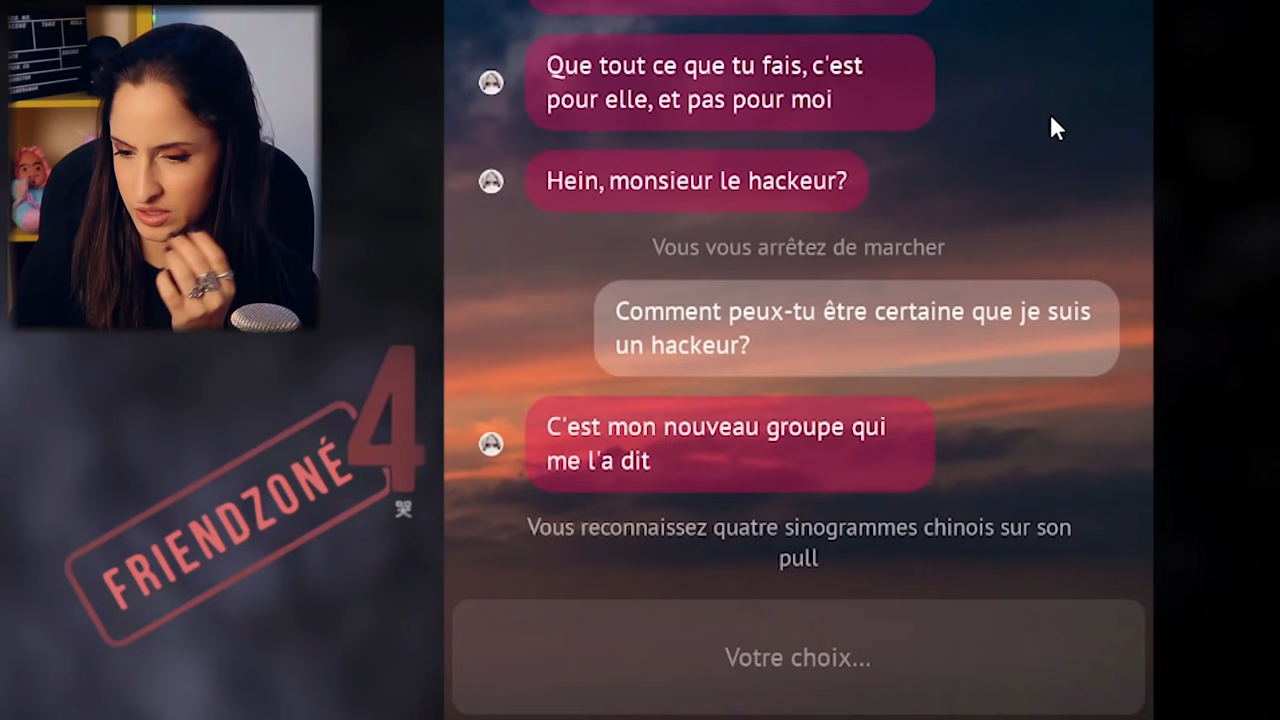 Que tout ce que tu fais, c'est
pour elle, et pas pour moi
Hein, monsieur le hackeur?
Vous vous arrêtez de marcher
Comment peux-tu être certaine que je suis
un hackeur?
C'est mon nouveau groupe qui
me l'a dit
Vous reconnaissez quatre sinogrammes chinois sur son
pull
Votre choix...
FRIENDZONÉ
4
哭